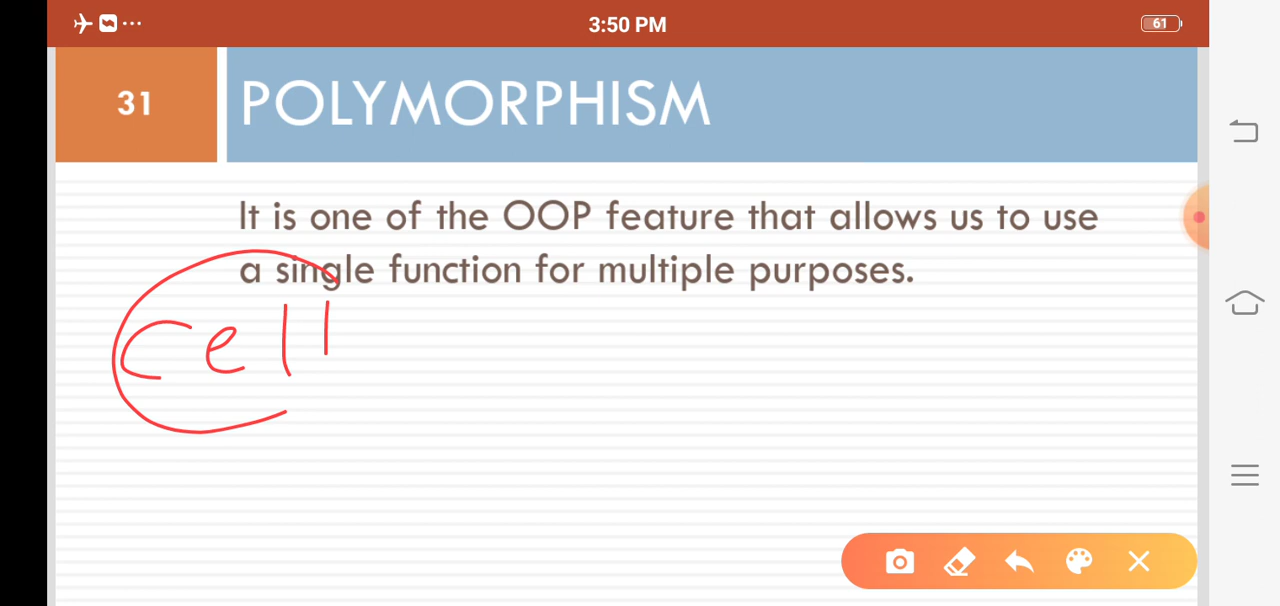 3:50 PM
61
31
POLYMORPHISM
It is one of the OOP feature that allows us to use
a single function for multiple purposes.
Cell